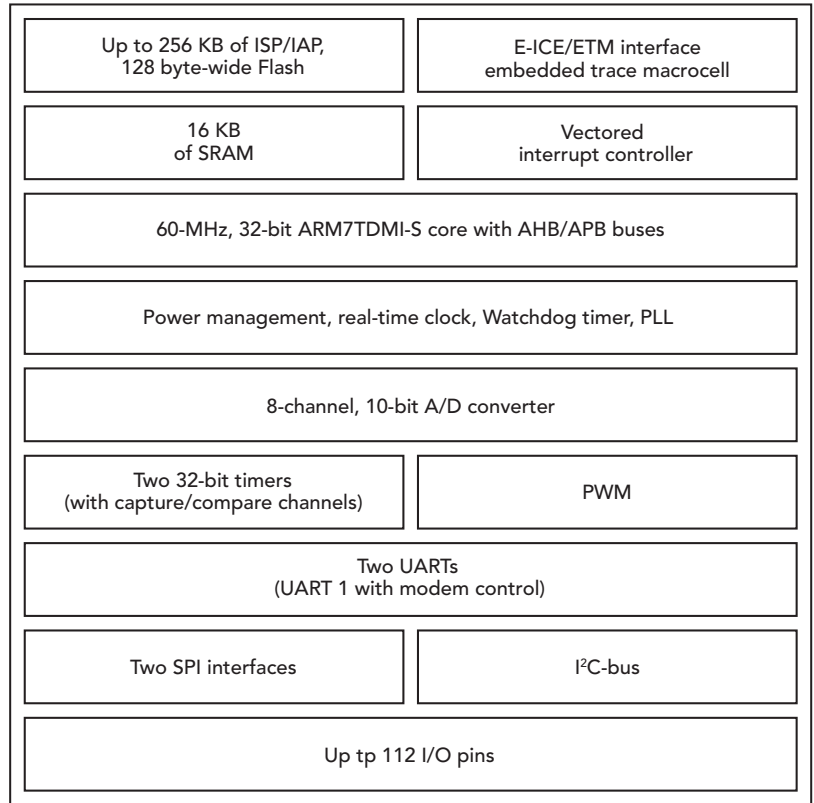 Up to 256 KB of ISP/IAP,
128 byte-wide Flash
E-ICE/ETM interface
embedded trace macrocell
16 KB
of SRAM
Vectored
interrupt controller
60-MHz, 32-bit ARM7TDMI-S core with AHB/APB buses
Power management, real-time clock, Watchdog timer, PLL
8-channel, 10-bit A/D converter
Two 32-bit timers
(with capture/compare channels)
PWM
Two UARTs
(UART 1 with modem control)
Two SPI interfaces
I²C-bus
Up tp 112 I/O pins